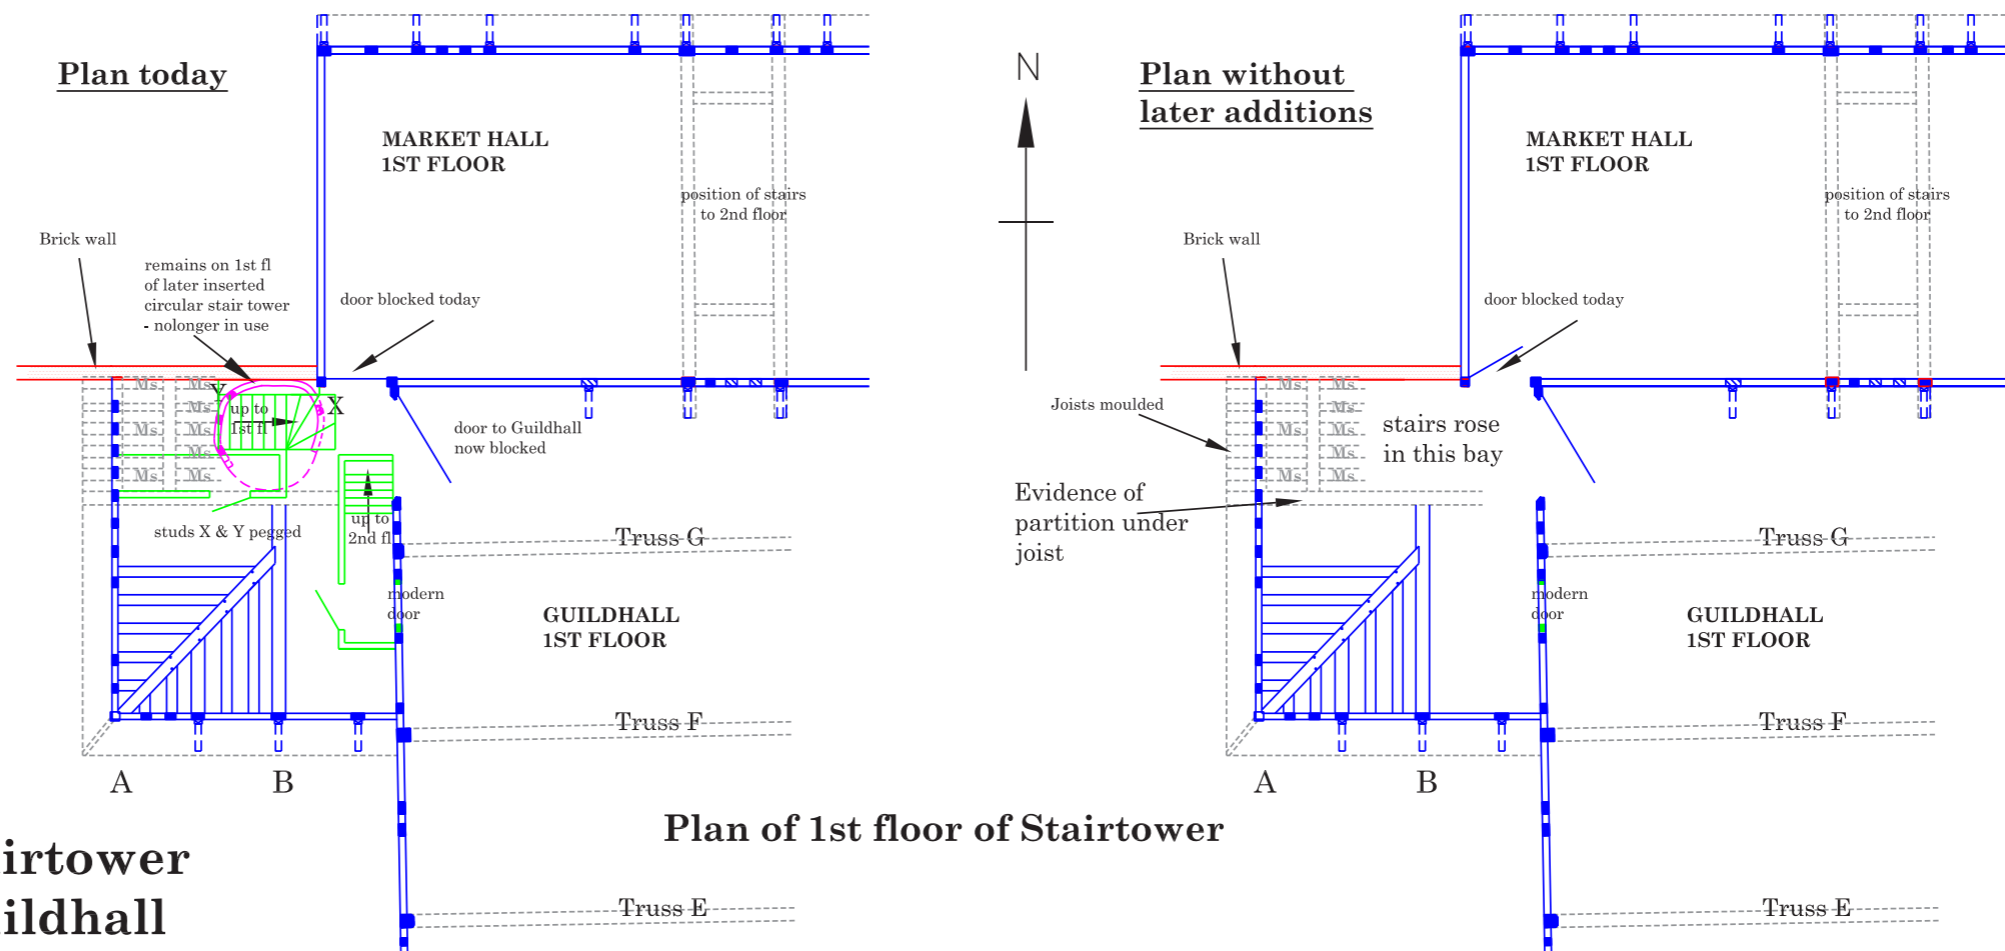 Plan today
MARKET HALL
1ST FLOOR
position of stairs
to 2nd floor
Brick wall
remains on 1st fl
of later inserted
circular stair tower
- nolonger in use
door blocked today
Ms
Ms
Ms
Ms
Ms
Ms
Ms
Ms
Y
X
up to
1st fl
door to Guildhall
now blocked
studs X & Y pegged
up to
2nd fl
Truss G
modern
door
GUILDHALL
1ST FLOOR
Truss F
A
B
Truss E
N
Plan without
later additions
MARKET HALL
1ST FLOOR
position of stairs
to 2nd floor
Brick wall
door blocked today
Joists moulded
Ms
Ms
Ms
Ms
Ms
Ms
Ms
Ms
stairs rose
in this bay
Evidence of
partition under
joist
Truss G
modern
door
GUILDHALL
1ST FLOOR
Truss F
A
B
Truss E
Plan of 1st floor of Stairtower
irtower
ildhall